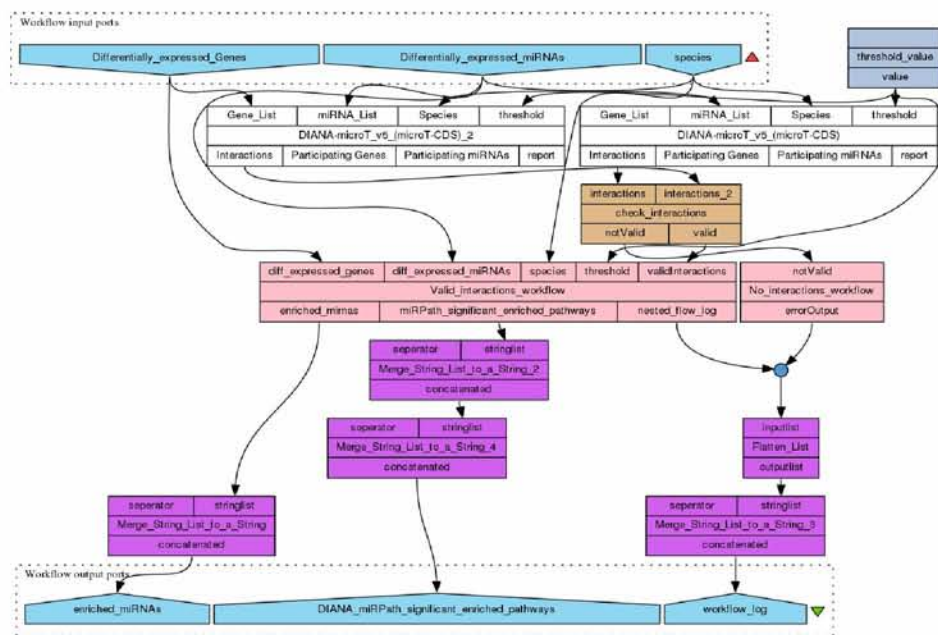 Workflow input ports
Differentially_expressed_Genes
Differentially_expressed_miRNAs
species
threshold_value
value
Gene_List miRNA_List Species threshold
DIANA-microT_v5_(microT-CDS)_2
Interactions Participating Genes Participating miRNAs report
Gene_List miRNA_List Species threshold
DIANA-microT_v5_(microT-CDS)
Interactions Participating Genes Participating miRNAs report
interactions interactions_2
check_interactions
notValid valid
diff_expressed_genes diff_expressed_miRNAs species threshold validInteractions
Valid_interactions_workflow
enriched_mirnas miRPath_significant_enriched_pathways nested_flow_log
notValid
No_interactions_workflow
errorOutput
seperator stringlist
Merge_String_List_to_a_String_2
concatenated
seperator stringlist
Merge_String_List_to_a_String_4
concatenated
inputlist
Flatten_List
outputlist
seperator stringlist
Merge_String_List_to_a_String
concatenated
seperator stringlist
Merge_String_List_to_a_String_3
concatenated
Workflow output ports
enriched_miRNAs
DIANA_miRPath_significant_enriched_pathways
workflow_log